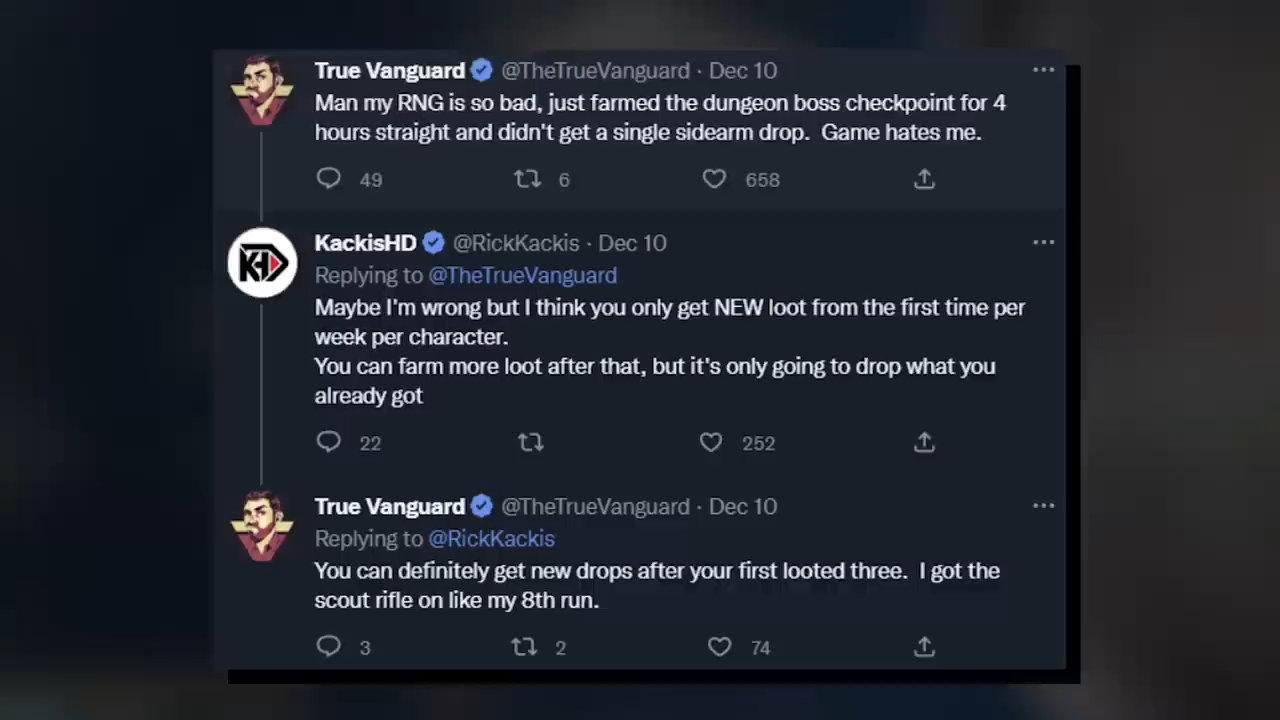 True Vanguard @TheTrueVanguard · Dec 10
Man my RNG is so bad, just farmed the dungeon boss checkpoint for 4
hours straight and didn't get a single sidearm drop.  Game hates me.
49 6 658
KackisHD @RickKackis · Dec 10
Replying to @TheTrueVanguard
Maybe I'm wrong but I think you only get NEW loot from the first time per
week per character.
You can farm more loot after that, but it's only going to drop what you
already got
22 252
KHD
True Vanguard @TheTrueVanguard · Dec 10
Replying to @RickKackis
You can definitely get new drops after your first looted three.  I got the
scout rifle on like my 8th run.
3 2 74